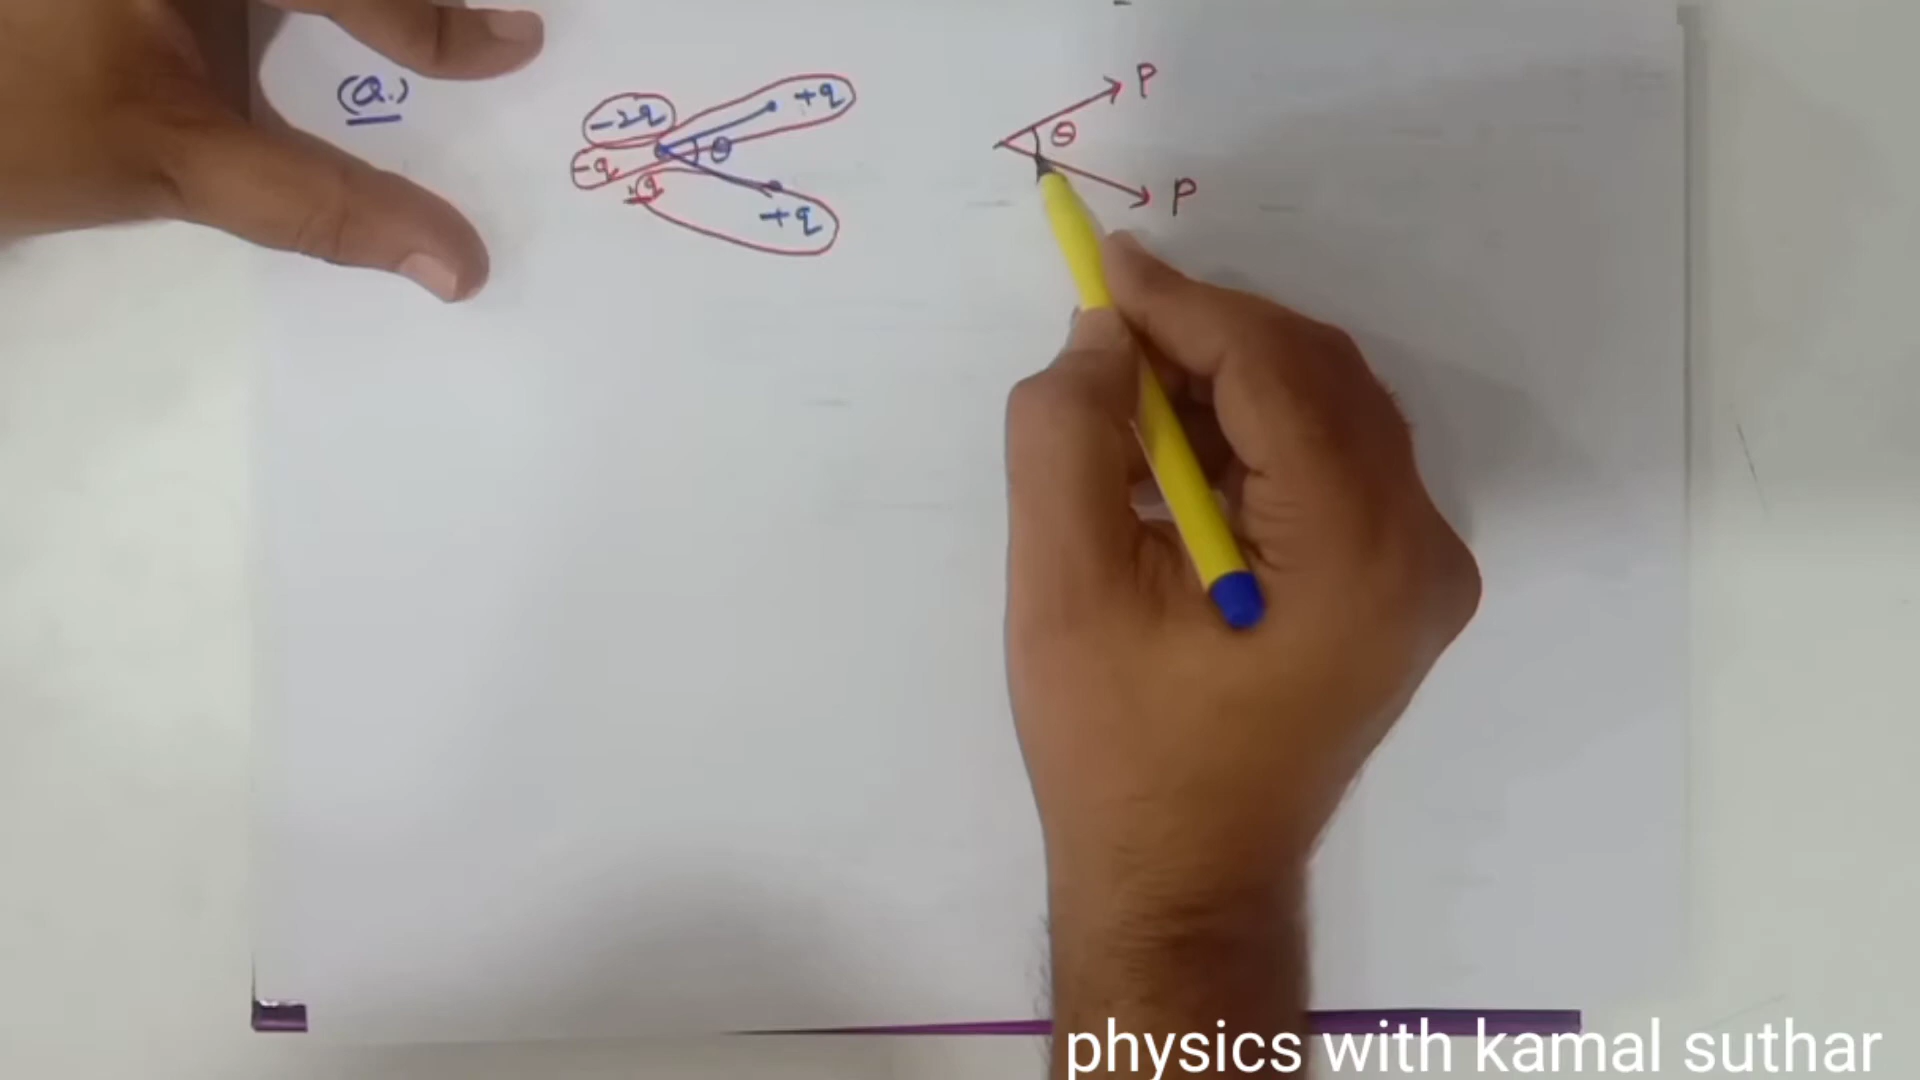 (Q.)
-2q
+q
θ
-q
-q
+q
P
θ
P
physics with kamal suthar